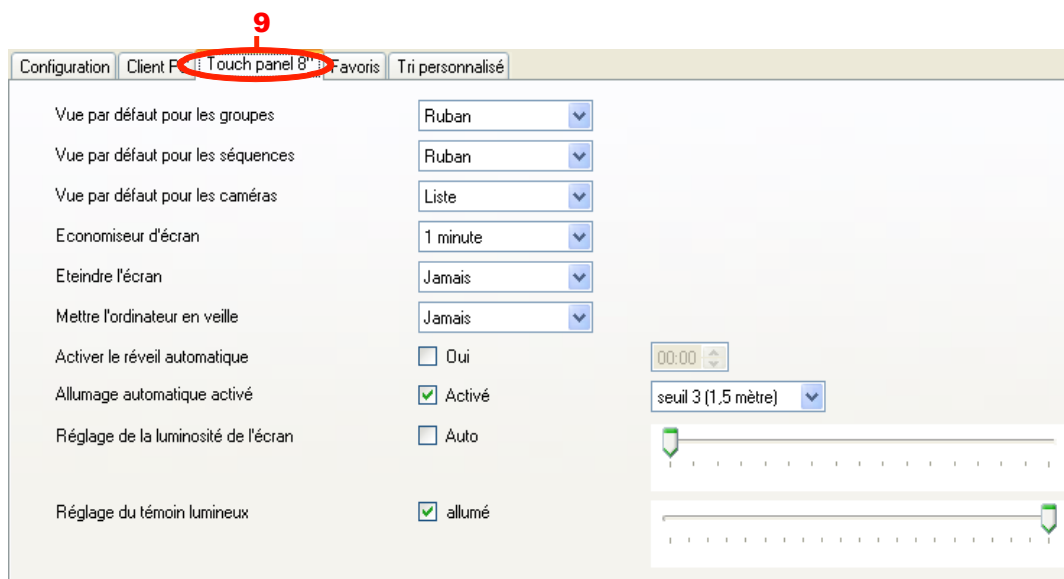 9
Configuration Client P Touch panel 8" Favoris Tri personnalisé
Vue par défaut pour les groupes Ruban
Vue par défaut pour les séquences Ruban
Vue par défaut pour les caméras Liste
Economiseur d'écran 1 minute
Eteindre l'écran Jamais
Mettre l'ordinateur en veille Jamais
Activer le réveil automatique Oui 00:00
Allumage automatique activé Activé seuil 3 (1,5 mètre)
Réglage de la luminosité de l'écran Auto
Réglage du témoin lumineux allumé